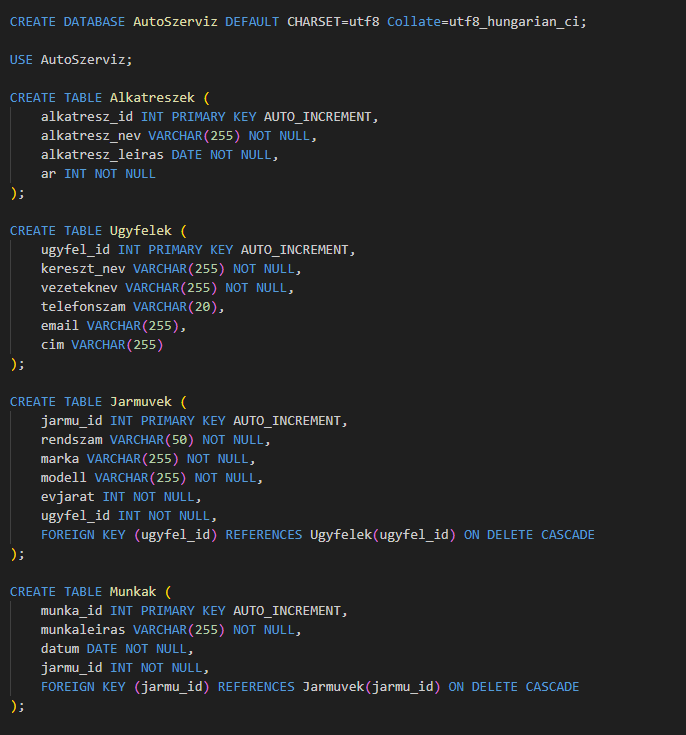 CREATE DATABASE AutoSzerviz DEFAULT CHARSET=utf8 Collate=utf8_hungarian_ci;
USE AutoSzerviz;
CREATE TABLE Alkatreszek (
    alkatresz_id INT PRIMARY KEY AUTO_INCREMENT,
    alkatresz_nev VARCHAR(255) NOT NULL,
    alkatresz_leiras DATE NOT NULL,
    ar INT NOT NULL
);
CREATE TABLE Ugyfelek (
    ugyfel_id INT PRIMARY KEY AUTO_INCREMENT,
    kereszt_nev VARCHAR(255) NOT NULL,
    vezeteknev VARCHAR(255) NOT NULL,
    telefonszam VARCHAR(20),
    email VARCHAR(255),
    cim VARCHAR(255)
);
CREATE TABLE Jarmuvek (
    jarmu_id INT PRIMARY KEY AUTO_INCREMENT,
    rendszam VARCHAR(50) NOT NULL,
    marka VARCHAR(255) NOT NULL,
    modell VARCHAR(255) NOT NULL,
    evjarat INT NOT NULL,
    ugyfel_id INT NOT NULL,
    FOREIGN KEY (ugyfel_id) REFERENCES Ugyfelek(ugyfel_id) ON DELETE CASCADE
);
CREATE TABLE Munkak (
    munka_id INT PRIMARY KEY AUTO_INCREMENT,
    munkaleiras VARCHAR(255) NOT NULL,
    datum DATE NOT NULL,
    jarmu_id INT NOT NULL,
    FOREIGN KEY (jarmu_id) REFERENCES Jarmuvek(jarmu_id) ON DELETE CASCADE
);